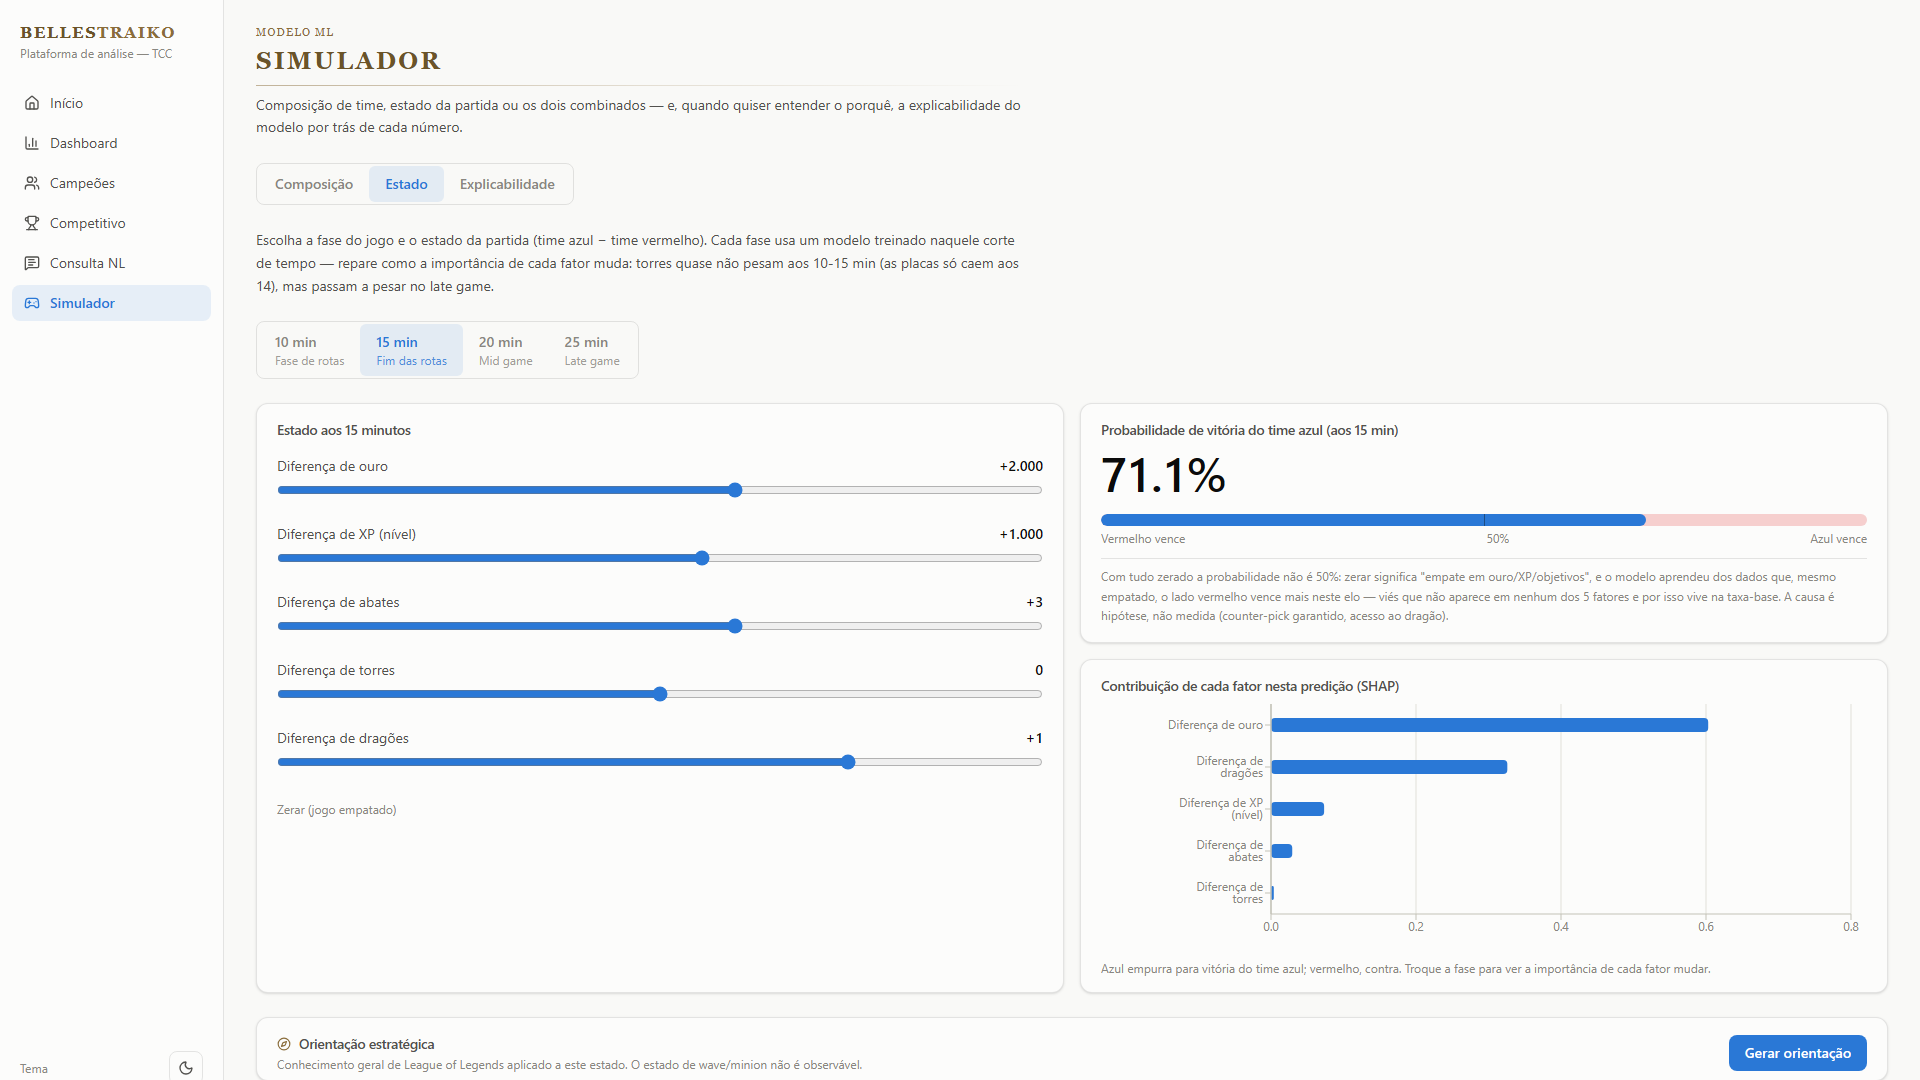 BELLESTRAIKO
Plataforma de análise — TCC
Início
Dashboard
Campeões
Competitivo
Consulta NL
Simulador
Tema
MODELO ML
SIMULADOR
Composição de time, estado da partida ou os dois combinados — e, quando quiser entender o porquê, a explicabilidade do
modelo por trás de cada número.
Composição
Estado
Explicabilidade
Escolha a fase do jogo e o estado da partida (time azul − time vermelho). Cada fase usa um modelo treinado naquele corte
de tempo — repare como a importância de cada fator muda: torres quase não pesam aos 10-15 min (as placas só caem aos
14), mas passam a pesar no late game.
10 min
Fase de rotas
15 min
Fim das rotas
20 min
Mid game
25 min
Late game
Estado aos 15 minutos
Diferença de ouro +2.000
Diferença de XP (nível) +1.000
Diferença de abates +3
Diferença de torres 0
Diferença de dragões +1
Zerar (jogo empatado)
Probabilidade de vitória do time azul (aos 15 min)
71.1%
Vermelho vence 50% Azul vence
Com tudo zerado a probabilidade não é 50%: zerar significa "empate em ouro/XP/objetivos", e o modelo aprendeu dos dados que, mesmo
empatado, o lado vermelho vence mais neste elo — viés que não aparece em nenhum dos 5 fatores e por isso vive na taxa-base. A causa é
hipótese, não medida (counter-pick garantido, acesso ao dragão).
Contribuição de cada fator nesta predição (SHAP)
Diferença de ouro
Diferença de
dragões
Diferença de XP
(nível)
Diferença de
abates
Diferença de
torres
0.0 0.2 0.4 0.6 0.8
Azul empurra para vitória do time azul; vermelho, contra. Troque a fase para ver a importância de cada fator mudar.
Orientação estratégica
Conhecimento geral de League of Legends aplicado a este estado. O estado de wave/minion não é observável.
Gerar orientação